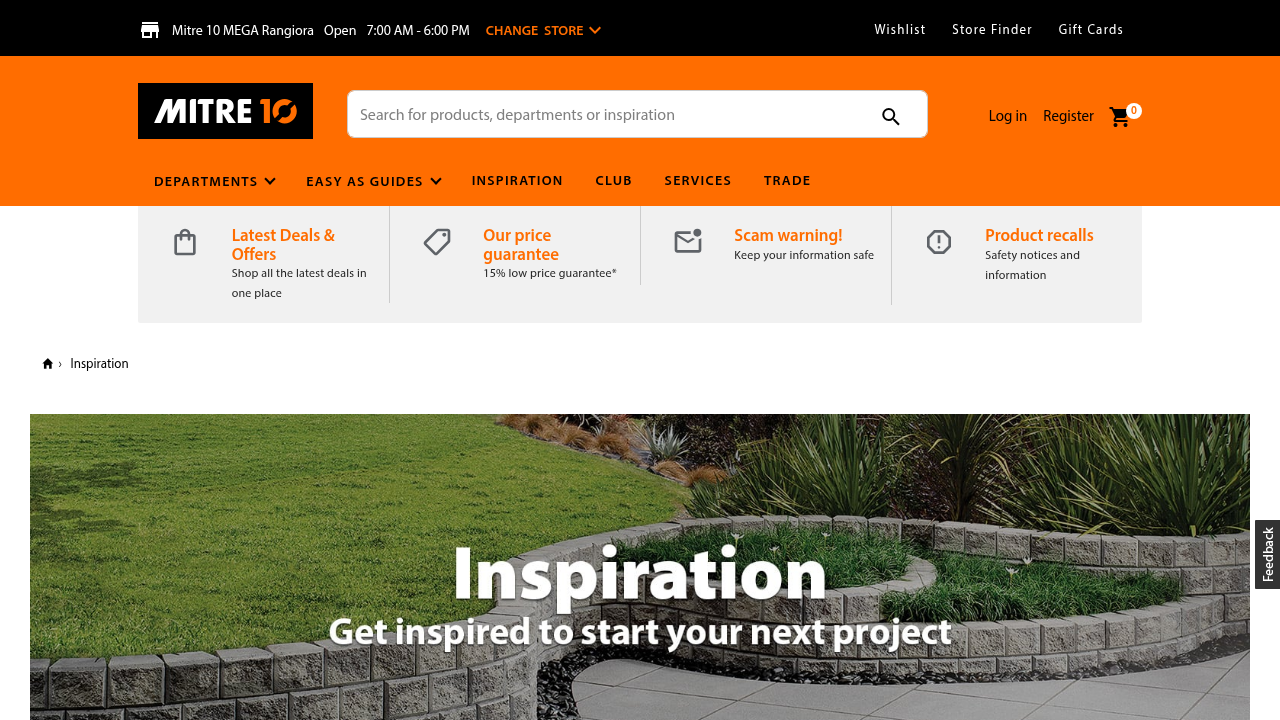 Mitre 10 MEGA Rangiora Open 7:00 AM - 6:00 PM CHANGE STORE Wishlist Store Finder Gift Cards
MITRE 10
Search for products, departments or inspiration
Log in Register 0
DEPARTMENTS EASY AS GUIDES INSPIRATION CLUB SERVICES TRADE
Latest Deals &
Offers
Shop all the latest deals in
one place
Our price
guarantee
15% low price guarantee*
Scam warning!
Keep your information safe
Product recalls
Safety notices and
information
› Inspiration
Inspiration
Get inspired to start your next project
Feedback